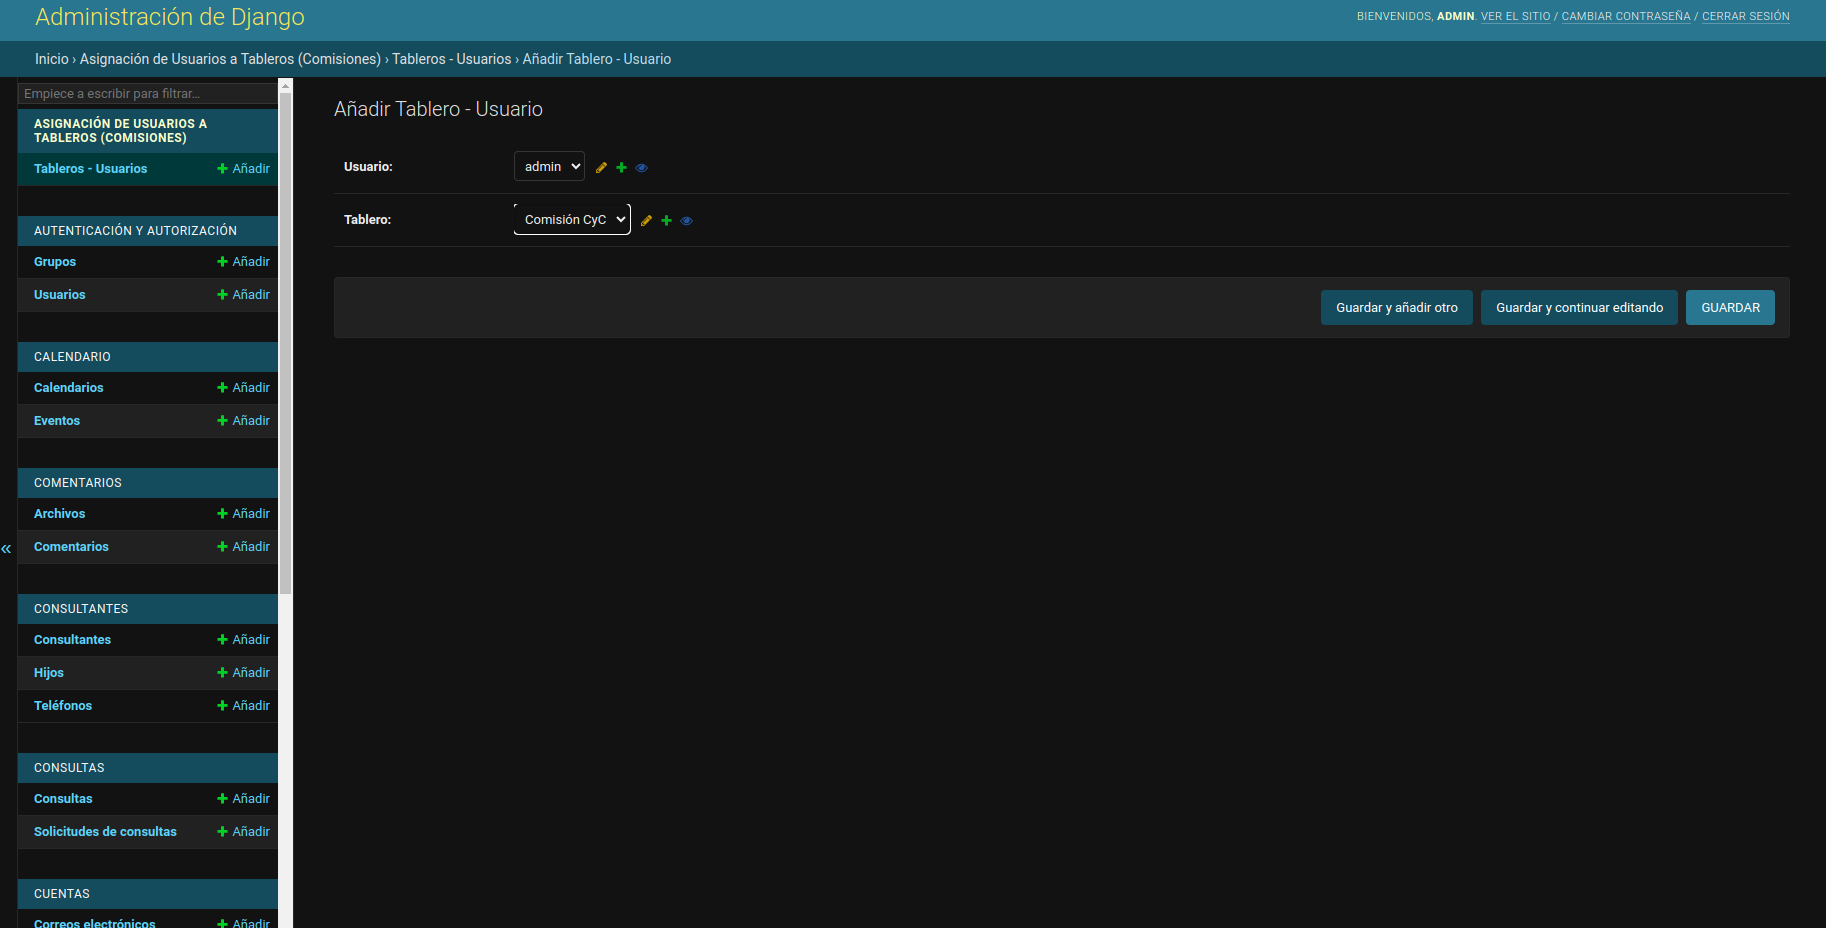 Administración de Django
BIENVENIDOS, ADMIN. VER EL SITIO / CAMBIAR CONTRASEÑA / CERRAR SESIÓN
Inicio › Asignación de Usuarios a Tableros (Comisiones) › Tableros - Usuarios › Añadir Tablero - Usuario
Empiece a escribir para filtrar...
ASIGNACIÓN DE USUARIOS A
TABLEROS (COMISIONES)
Tableros - Usuarios Añadir
AUTENTICACIÓN Y AUTORIZACIÓN
Grupos Añadir
Usuarios Añadir
CALENDARIO
Calendarios Añadir
Eventos Añadir
COMENTARIOS
Archivos Añadir
Comentarios Añadir
«
CONSULTANTES
Consultantes Añadir
Hijos Añadir
Teléfonos Añadir
CONSULTAS
Consultas Añadir
Solicitudes de consultas Añadir
CUENTAS
Correos electrónicos Añadir
Añadir Tablero - Usuario
Usuario: admin
Tablero: Comisión CyC
Guardar y añadir otro
Guardar y continuar editando
GUARDAR